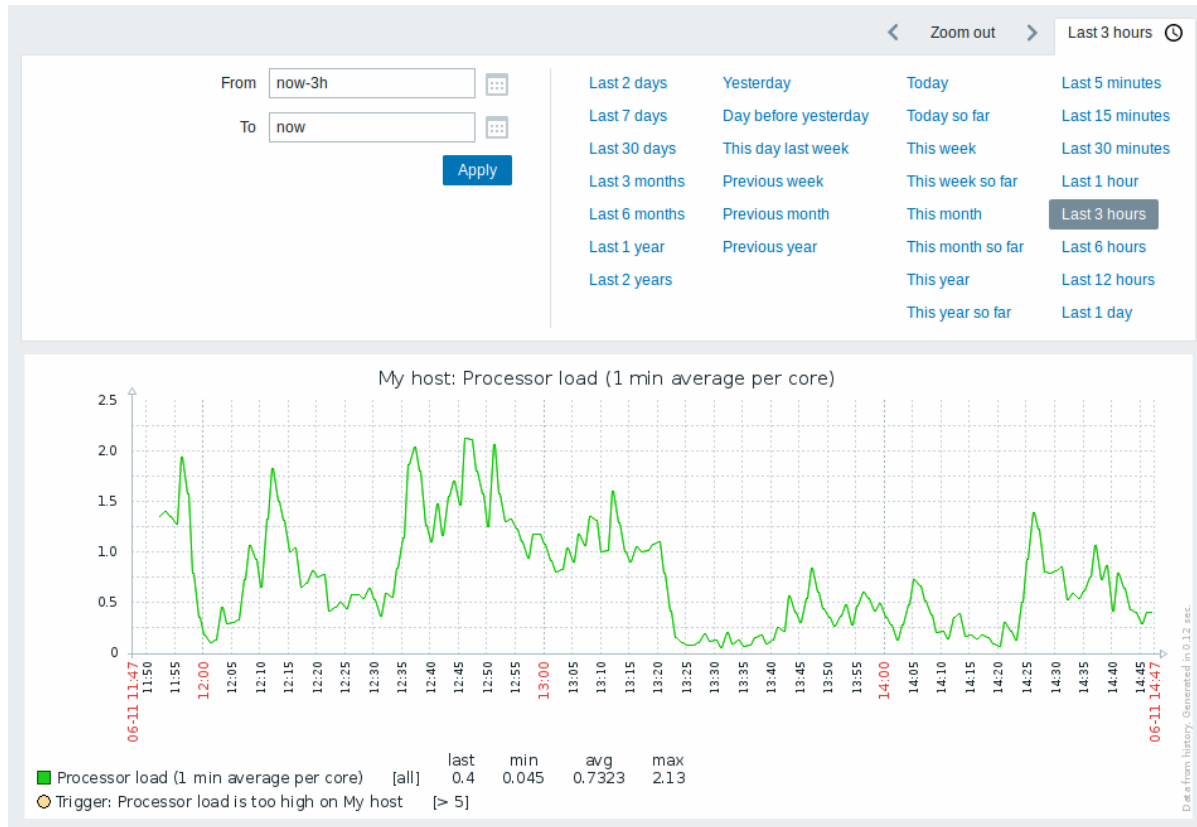 Zoom out
Last 3 hours
From now-3h
To now
Apply
Last 2 days Yesterday Today Last 5 minutes
Last 7 days Day before yesterday Today so far Last 15 minutes
Last 30 days This day last week This week Last 30 minutes
Last 3 months Previous week This week so far Last 1 hour
Last 6 months Previous month This month Last 3 hours
Last 1 year Previous year This month so far Last 6 hours
Last 2 years This year Last 12 hours
This year so far Last 1 day
My host: Processor load (1 min average per core)
2.5
2.0
1.5
1.0
0.5
0
06-11 11:47
11:50
11:55
12:00
12:05
12:10
12:15
12:20
12:25
12:30
12:35
12:40
12:45
12:50
12:55
13:00
13:05
13:10
13:15
13:20
13:25
13:30
13:35
13:40
13:45
13:50
13:55
14:00
14:05
14:10
14:15
14:20
14:25
14:30
14:35
14:40
14:45
06-11 14:47
last min avg max
Processor load (1 min average per core) [all] 0.4 0.045 0.7323 2.13
Trigger: Processor load is too high on My host [> 5]
Data from history. Generated in 0.12 sec.